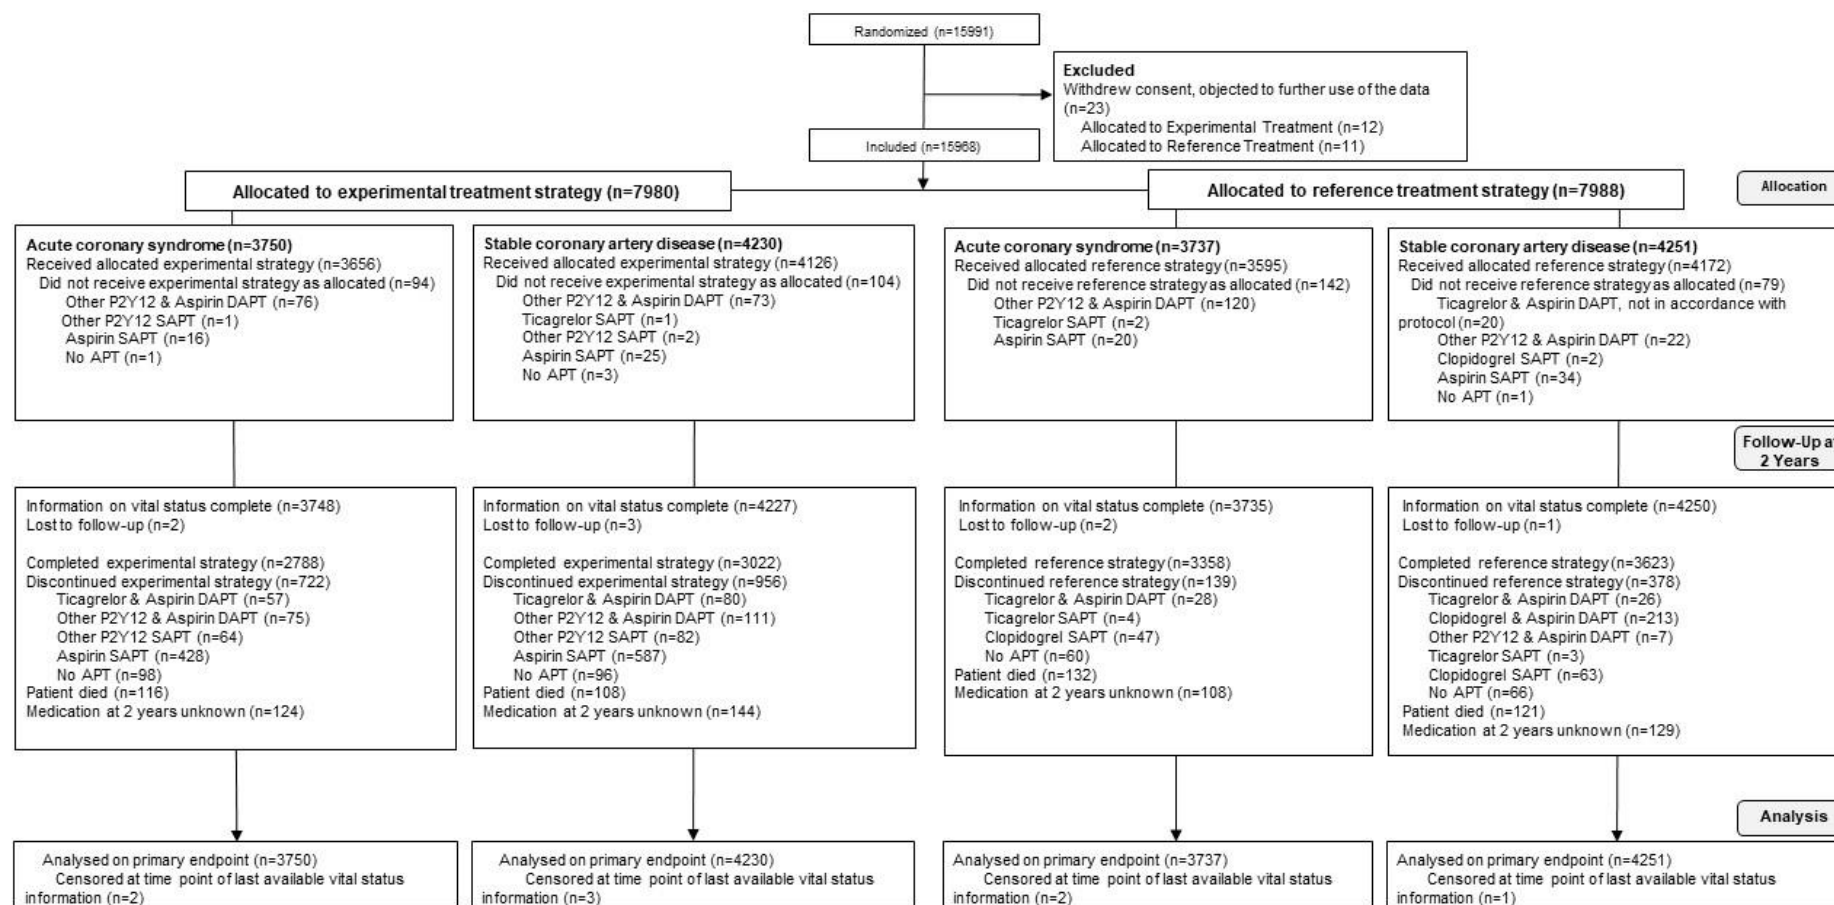 Randomized (n=15991)
Excluded
Withdrew consent, objected to further use of the data
(n=23)
Allocated to Experimental Treatment (n=12)
Allocated to Reference Treatment (n=11)
Included (n=15968)
Allocated to experimental treatment strategy (n=7980)
Allocated to reference treatment strategy (n=7988)
Allocation
Acute coronary syndrome (n=3750)
Received allocated experimental strategy (n=3656)
Did not receive experimental strategy as allocated (n=94)
Other P2Y12 & Aspirin DAPT (n=76)
Other P2Y12 SAPT (n=1)
Aspirin SAPT (n=16)
No APT (n=1)
Stable coronary artery disease (n=4230)
Received allocated experimental strategy (n=4126)
Did not receive experimental strategy as allocated (n=104)
Other P2Y12 & Aspirin DAPT (n=73)
Ticagrelor SAPT (n=1)
Other P2Y12 SAPT (n=2)
Aspirin SAPT (n=25)
No APT (n=3)
Acute coronary syndrome (n=3737)
Received allocated reference strategy (n=3595)
Did not receive reference strategy as allocated (n=142)
Other P2Y12 & Aspirin DAPT (n=120)
Ticagrelor SAPT (n=2)
Aspirin SAPT (n=20)
Stable coronary artery disease (n=4251)
Received allocated reference strategy (n=4172)
Did not receive reference strategy as allocated (n=79)
Ticagrelor & Aspirin DAPT, not in accordance with
protocol (n=20)
Other P2Y12 & Aspirin DAPT (n=22)
Clopidogrel SAPT (n=2)
Aspirin SAPT (n=34)
No APT (n=1)
Follow-Up a
2 Years
Information on vital status complete (n=3748)
Lost to follow-up (n=2)
Completed experimental strategy (n=2788)
Discontinued experimental strategy (n=722)
Ticagrelor & Aspirin DAPT (n=57)
Other P2Y12 & Aspirin DAPT (n=75)
Other P2Y12 SAPT (n=64)
Aspirin SAPT (n=428)
No APT (n=98)
Patient died (n=116)
Medication at 2 years unknown (n=124)
Information on vital status complete (n=4227)
Lost to follow-up (n=3)
Completed experimental strategy (n=3022)
Discontinued experimental strategy (n=956)
Ticagrelor & Aspirin DAPT (n=80)
Other P2Y12 & Aspirin DAPT (n=111)
Other P2Y12 SAPT (n=82)
Aspirin SAPT (n=587)
No APT (n=96)
Patient died (n=108)
Medication at 2 years unknown (n=144)
Information on vital status complete (n=3735)
Lost to follow-up (n=2)
Completed reference strategy (n=3358)
Discontinued reference strategy (n=139)
Ticagrelor & Aspirin DAPT (n=28)
Ticagrelor SAPT (n=4)
Clopidogrel SAPT (n=47)
No APT (n=60)
Patient died (n=132)
Medication at 2 years unknown (n=108)
Information on vital status complete (n=4250)
Lost to follow-up (n=1)
Completed reference strategy (n=3623)
Discontinued reference strategy (n=378)
Ticagrelor & Aspirin DAPT (n=26)
Clopidogrel & Aspirin DAPT (n=213)
Other P2Y12 & Aspirin DAPT (n=7)
Ticagrelor SAPT (n=3)
Clopidogrel SAPT (n=63)
No APT (n=66)
Patient died (n=121)
Medication at 2 years unknown (n=129)
Analysis
Analysed on primary endpoint (n=3750)
Censored at time point of last available vital status
information (n=2)
Analysed on primary endpoint (n=4230)
Censored at time point of last available vital status
information (n=3)
Analysed on primary endpoint (n=3737)
Censored at time point of last available vital status
information (n=2)
Analysed on primary endpoint (n=4251)
Censored at time point of last available vital status
information (n=1)